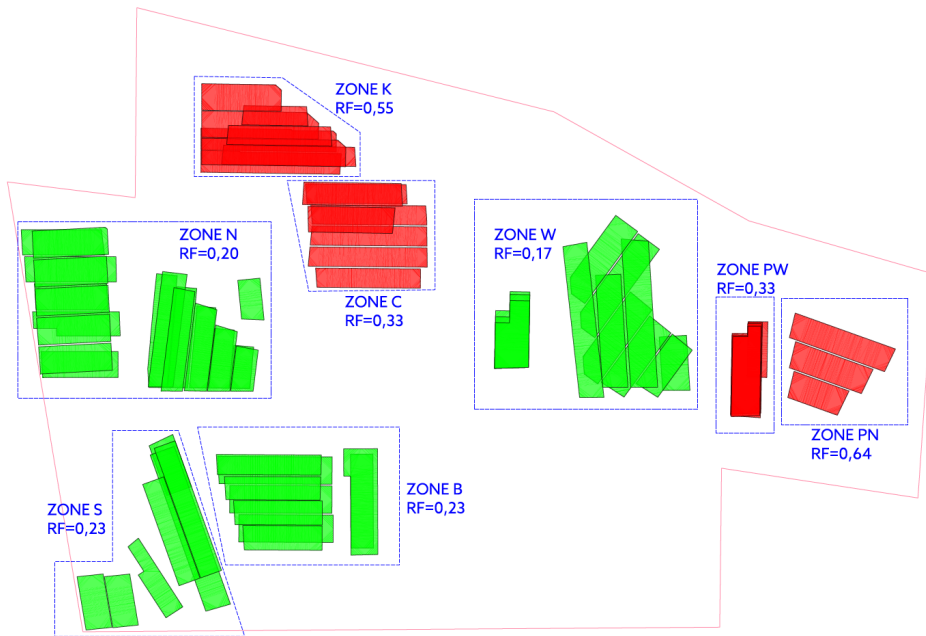 ZONE K
RF=0,55
ZONE N
RF=0,20
ZONE W
RF=0,17
ZONE PW
RF=0,33
ZONE C
RF=0,33
ZONE PN
RF=0,64
ZONE B
RF=0,23
ZONE S
RF=0,23